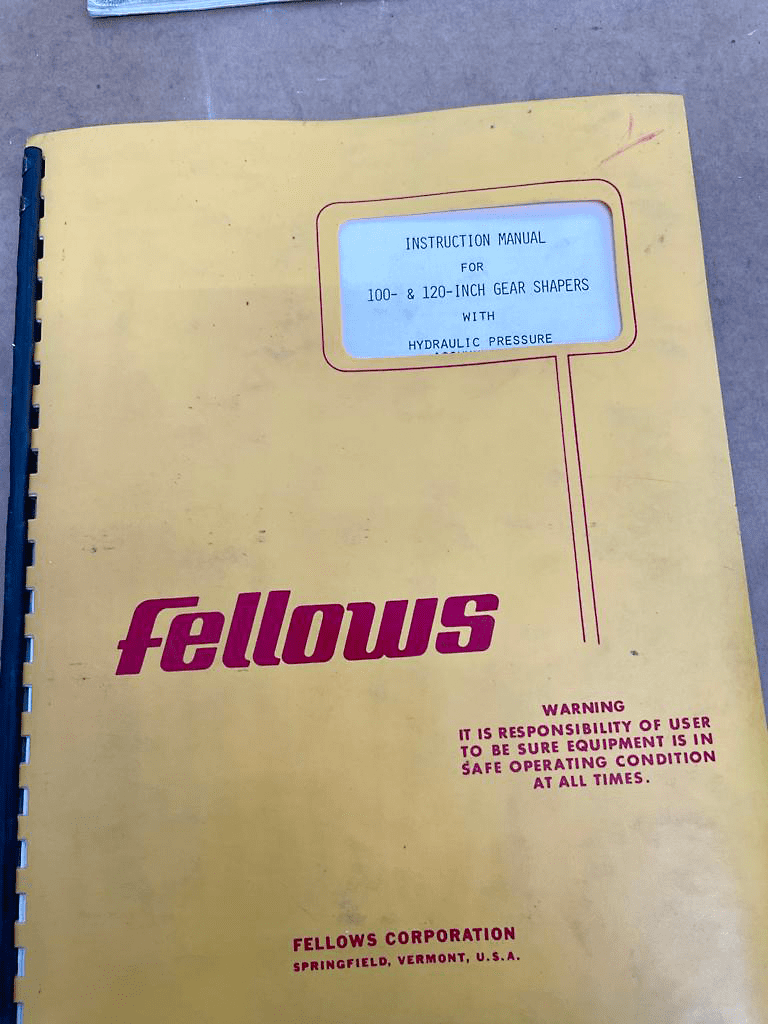 INSTRUCTION MANUAL
FOR
100- & 120-INCH GEAR SHAPERS
WITH
HYDRAULIC PRESSURE
fellows
WARNING
IT IS RESPONSIBILITY OF USER
TO BE SURE EQUIPMENT IS IN
SAFE OPERATING CONDITION
AT ALL TIMES.
FELLOWS CORPORATION
SPRINGFIELD, VERMONT, U.S.A.